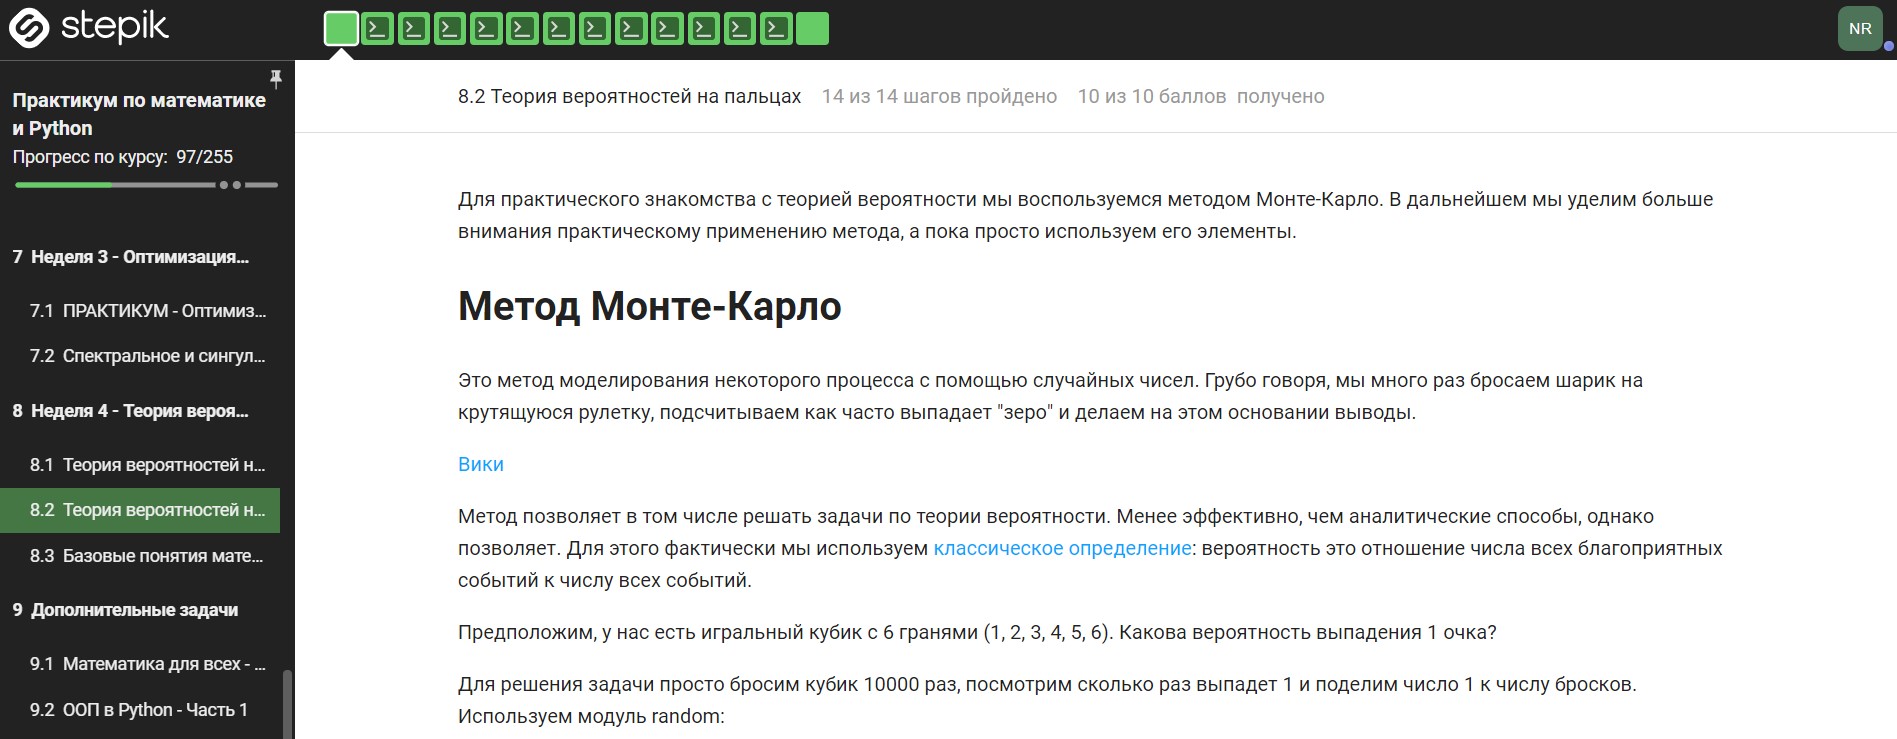 stepik
NR
Практикум по математике
и Python
Прогресс по курсу: 97/255
7 Неделя 3 - Оптимизация...
7.1 ПРАКТИКУМ - Оптимиз...
7.2 Спектральное и сингул...
8 Неделя 4 - Теория вероя...
8.1 Теория вероятностей н...
8.2 Теория вероятностей н...
8.3 Базовые понятия мате...
9 Дополнительные задачи
9.1 Математика для всех - ...
9.2 ООП в Python - Часть 1
8.2 Теория вероятностей на пальцах 14 из 14 шагов пройдено 10 из 10 баллов получено
Для практического знакомства с теорией вероятности мы воспользуемся методом Монте-Карло. В дальнейшем мы уделим больше
внимания практическому применению метода, а пока просто используем его элементы.
Метод Монте-Карло
Это метод моделирования некоторого процесса с помощью случайных чисел. Грубо говоря, мы много раз бросаем шарик на
крутящуюся рулетку, подсчитываем как часто выпадает "зеро" и делаем на этом основании выводы.
Вики
Метод позволяет в том числе решать задачи по теории вероятности. Менее эффективно, чем аналитические способы, однако
позволяет. Для этого фактически мы используем классическое определение: вероятность это отношение числа всех благоприятных
событий к числу всех событий.
Предположим, у нас есть игральный кубик с 6 гранями (1, 2, 3, 4, 5, 6). Какова вероятность выпадения 1 очка?
Для решения задачи просто бросим кубик 10000 раз, посмотрим сколько раз выпадет 1 и поделим число 1 к числу бросков.
Используем модуль random: